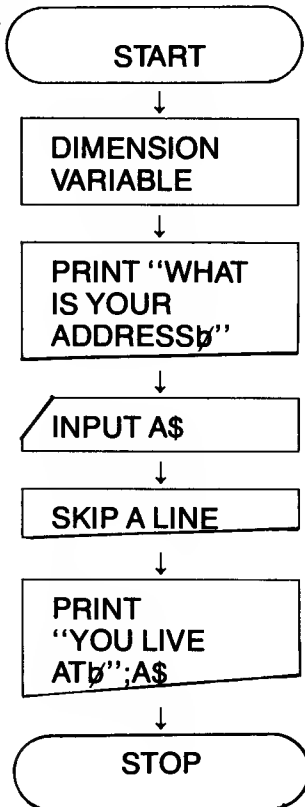 START
DIMENSION
VARIABLE
PRINT “WHAT
IS YOUR
ADDRESSb̸”
INPUT A$
SKIP A LINE
PRINT
“YOU LIVE
ATb̸”;A$
STOP